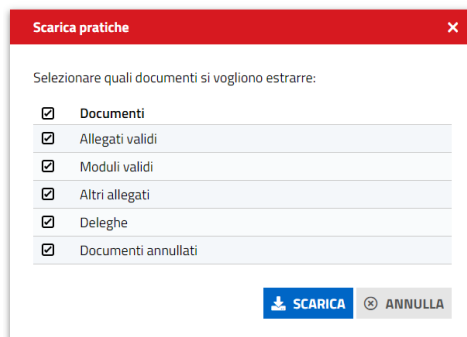 Scarica pratiche
Selezionare quali documenti si vogliono estrarre:
Documenti
Allegati validi
Moduli validi
Altri allegati
Deleghe
Documenti annullati
SCARICA ANNULLA